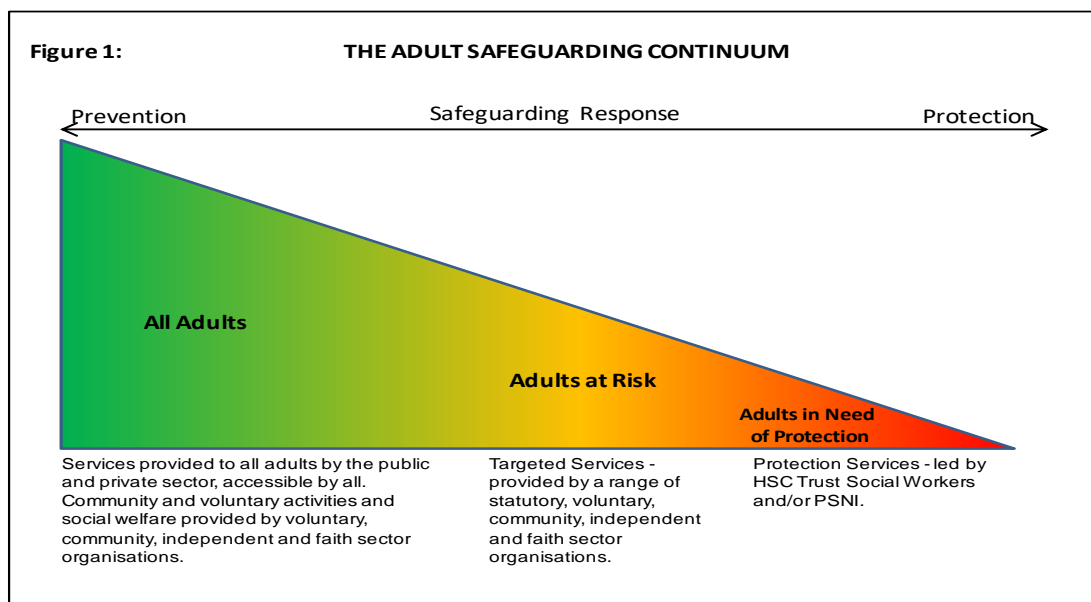 Figure 1: THE ADULT SAFEGUARDING CONTINUUM
Prevention Safeguarding Response Protection
All Adults
Adults at Risk
Adults in Need
of Protection
Services provided to all adults by the public
and private sector, accessible by all.
Community and voluntary activities and
social welfare provided by voluntary,
community, independent and faith sector
organisations.
Targeted Services -
provided by a range of
statutory, voluntary,
community, independent
and faith sector
organisations.
Protection Services - led by
HSC Trust Social Workers
and/or PSNI.